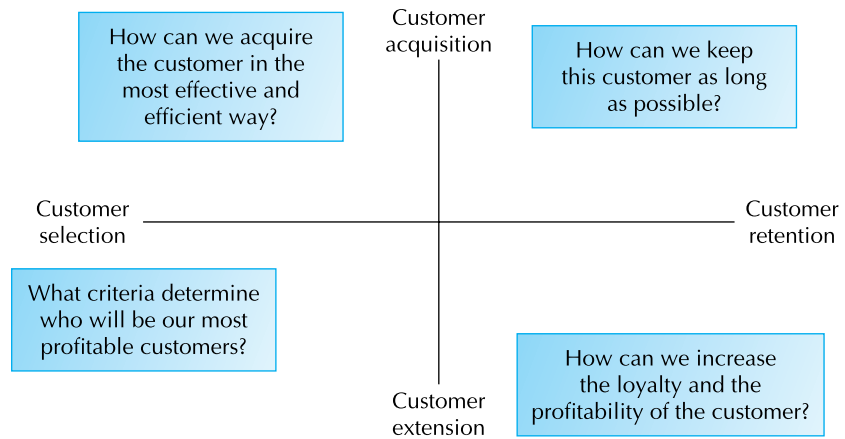 How can we acquire
the customer in the
most effective and
efficient way?
Customer
acquisition
How can we keep
this customer as long
as possible?
Customer
selection
Customer
retention
What criteria determine
who will be our most
profitable customers?
How can we increase
the loyalty and the
profitability of the customer?
Customer
extension